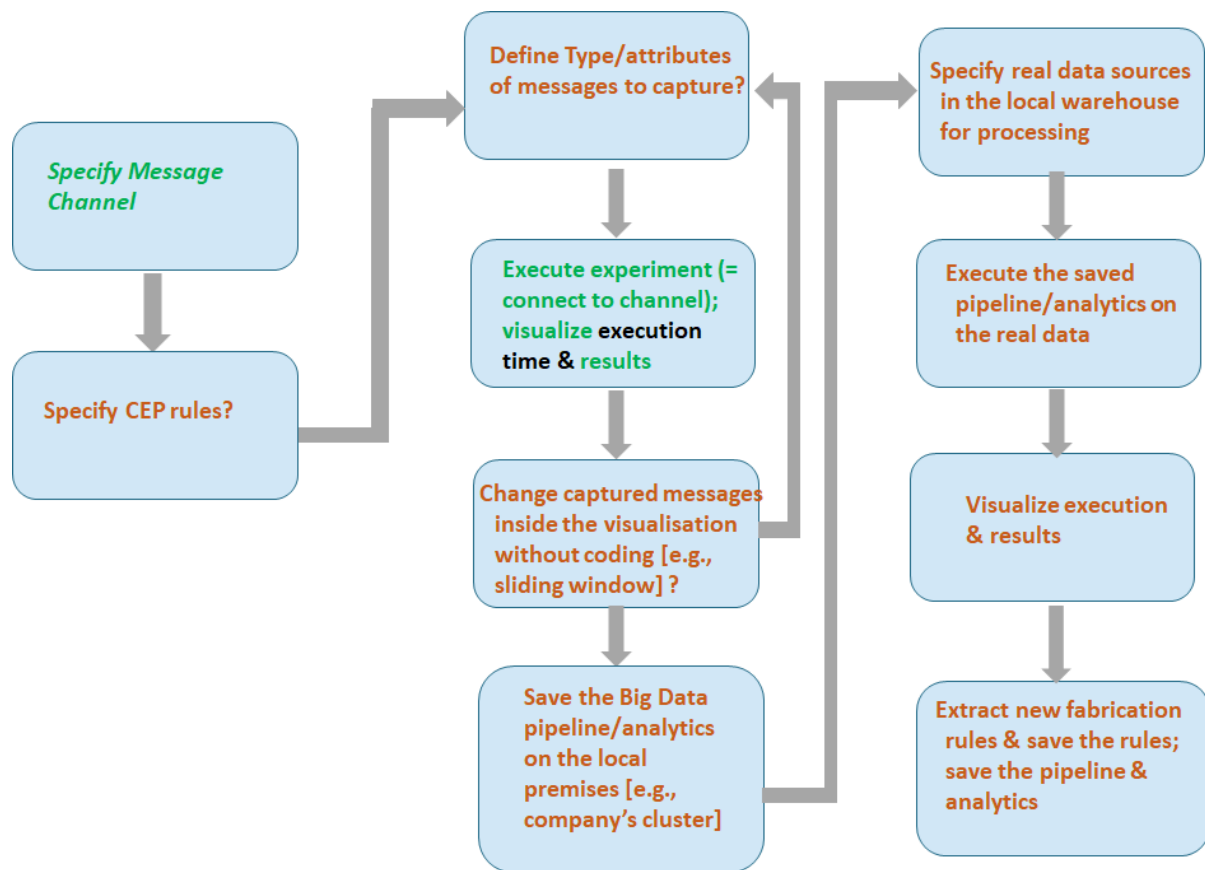 Specify Message
Channel
Specify CEP rules?
Define Type/attributes
of messages to capture?
Execute experiment (=
connect to channel);
visualize execution
time & results
Change captured messages
inside the visualisation
without coding [e.g.,
sliding window] ?
Save the Big Data
pipeline/analytics
on the local
premises [e.g.,
company's cluster]
Specify real data sources
in the local warehouse
for processing
Execute the saved
pipeline/analytics on
the real data
Visualize execution
& results
Extract new fabrication
rules & save the rules;
save the pipeline &
analytics